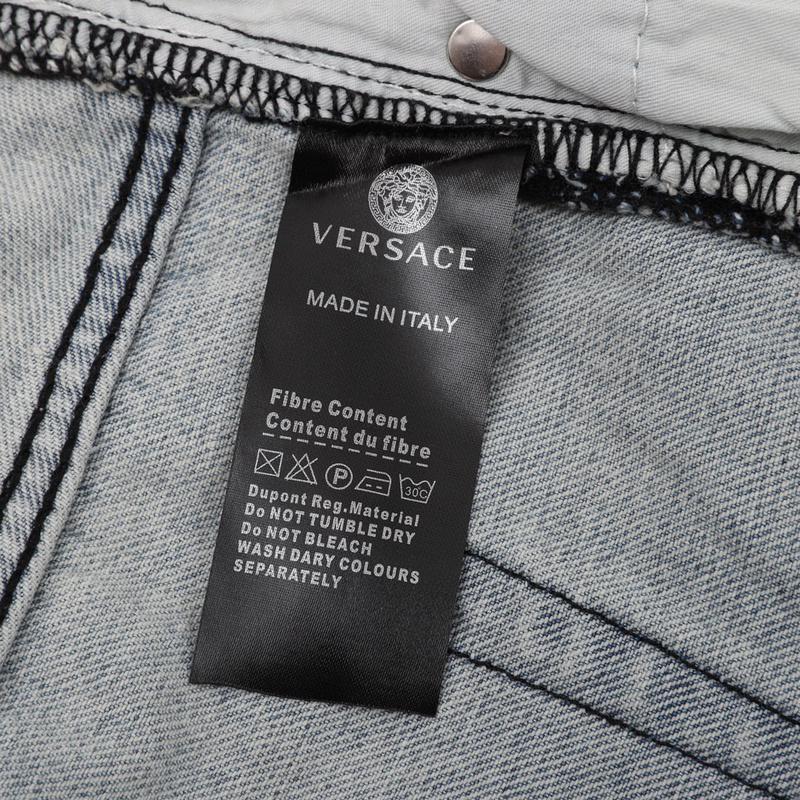 VERSACE
MADE IN ITALY
Fibre Content
Content du fibre
P
30C
Dupont Reg.Material
Do NOT TUMBLE DRY
Do NOT BLEACH
WASH DARY COLOURS
SEPARATELY